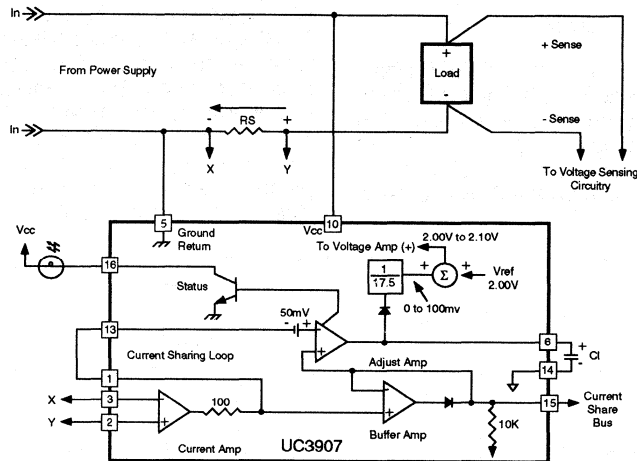 In
From Power Supply
+
Load
-
+ Sense
- Sense
To Voltage Sensing
Circuitry
In
-
RS
+
X
Y
5
Ground
Return
10
Vcc
Vcc
16
Status
To Voltage Amp (+)
2.00V to 2.10V
1
17.5
+
Σ
+
Vref
2.00V
0 to 100mv
50mV
-
+
-
+
13
6
+
CI
-
14
Current Sharing Loop
Adjust Amp
1
X
3
-
100
Y
2
+
-
+
15
Current
Share
Bus
10K
Current Amp
UC3907
Buffer Amp